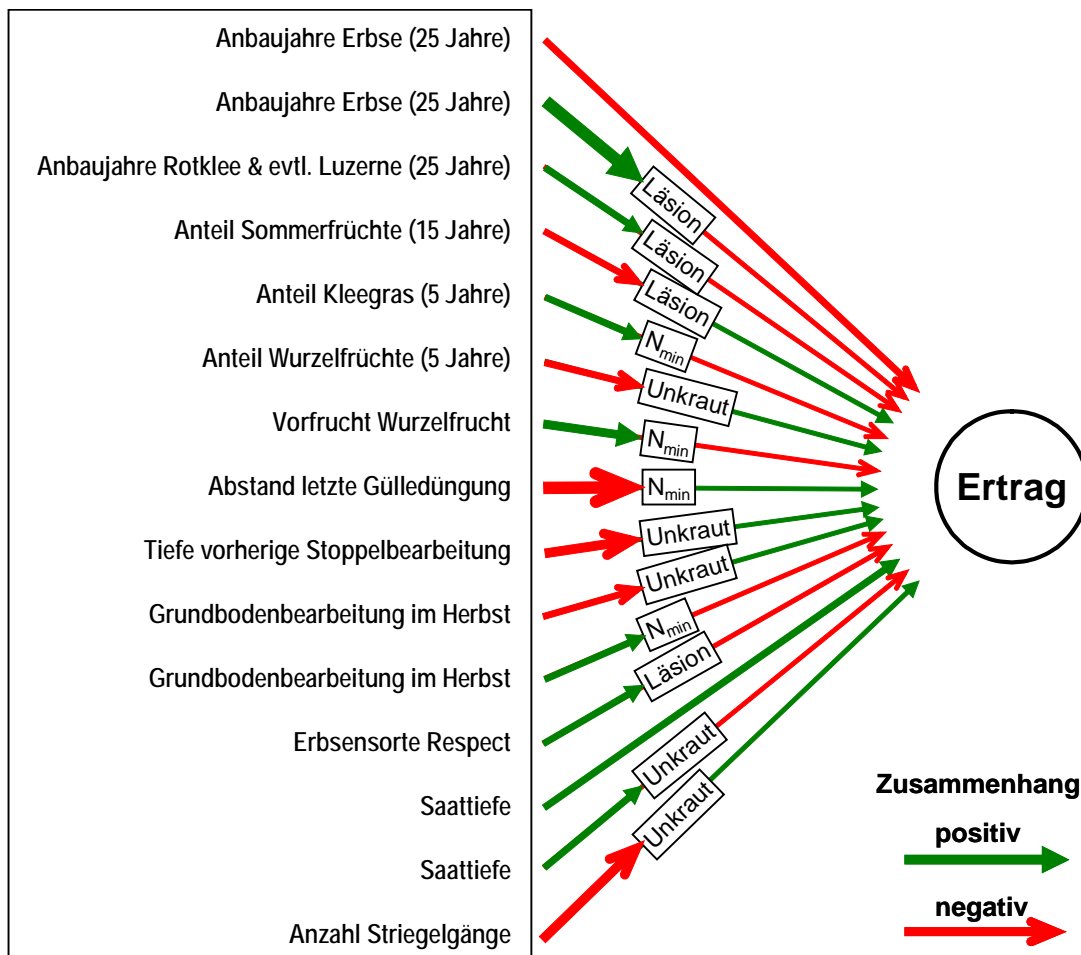 Anbaujahre Erbse (25 Jahre)
Anbaujahre Erbse (25 Jahre)
Anbaujahre Rotklee & evtl. Luzerne (25 Jahre)
Anteil Sommerfrüchte (15 Jahre)
Anteil Kleegras (5 Jahre)
Anteil Wurzelfrüchte (5 Jahre)
Vorfrucht Wurzelfrucht
Abstand letzte Gülledüngung
Tiefe vorherige Stoppelbearbeitung
Grundbodenbearbeitung im Herbst
Grundbodenbearbeitung im Herbst
Erbsensorte Respect
Saattiefe
Saattiefe
Anzahl Striegelgänge
Läsion
Läsion
Läsion
Nmin
Unkraut
Nmin
Nmin
Unkraut
Unkraut
Nmin
Läsion
Unkraut
Unkraut
Ertrag
Zusammenhang
positiv
negativ